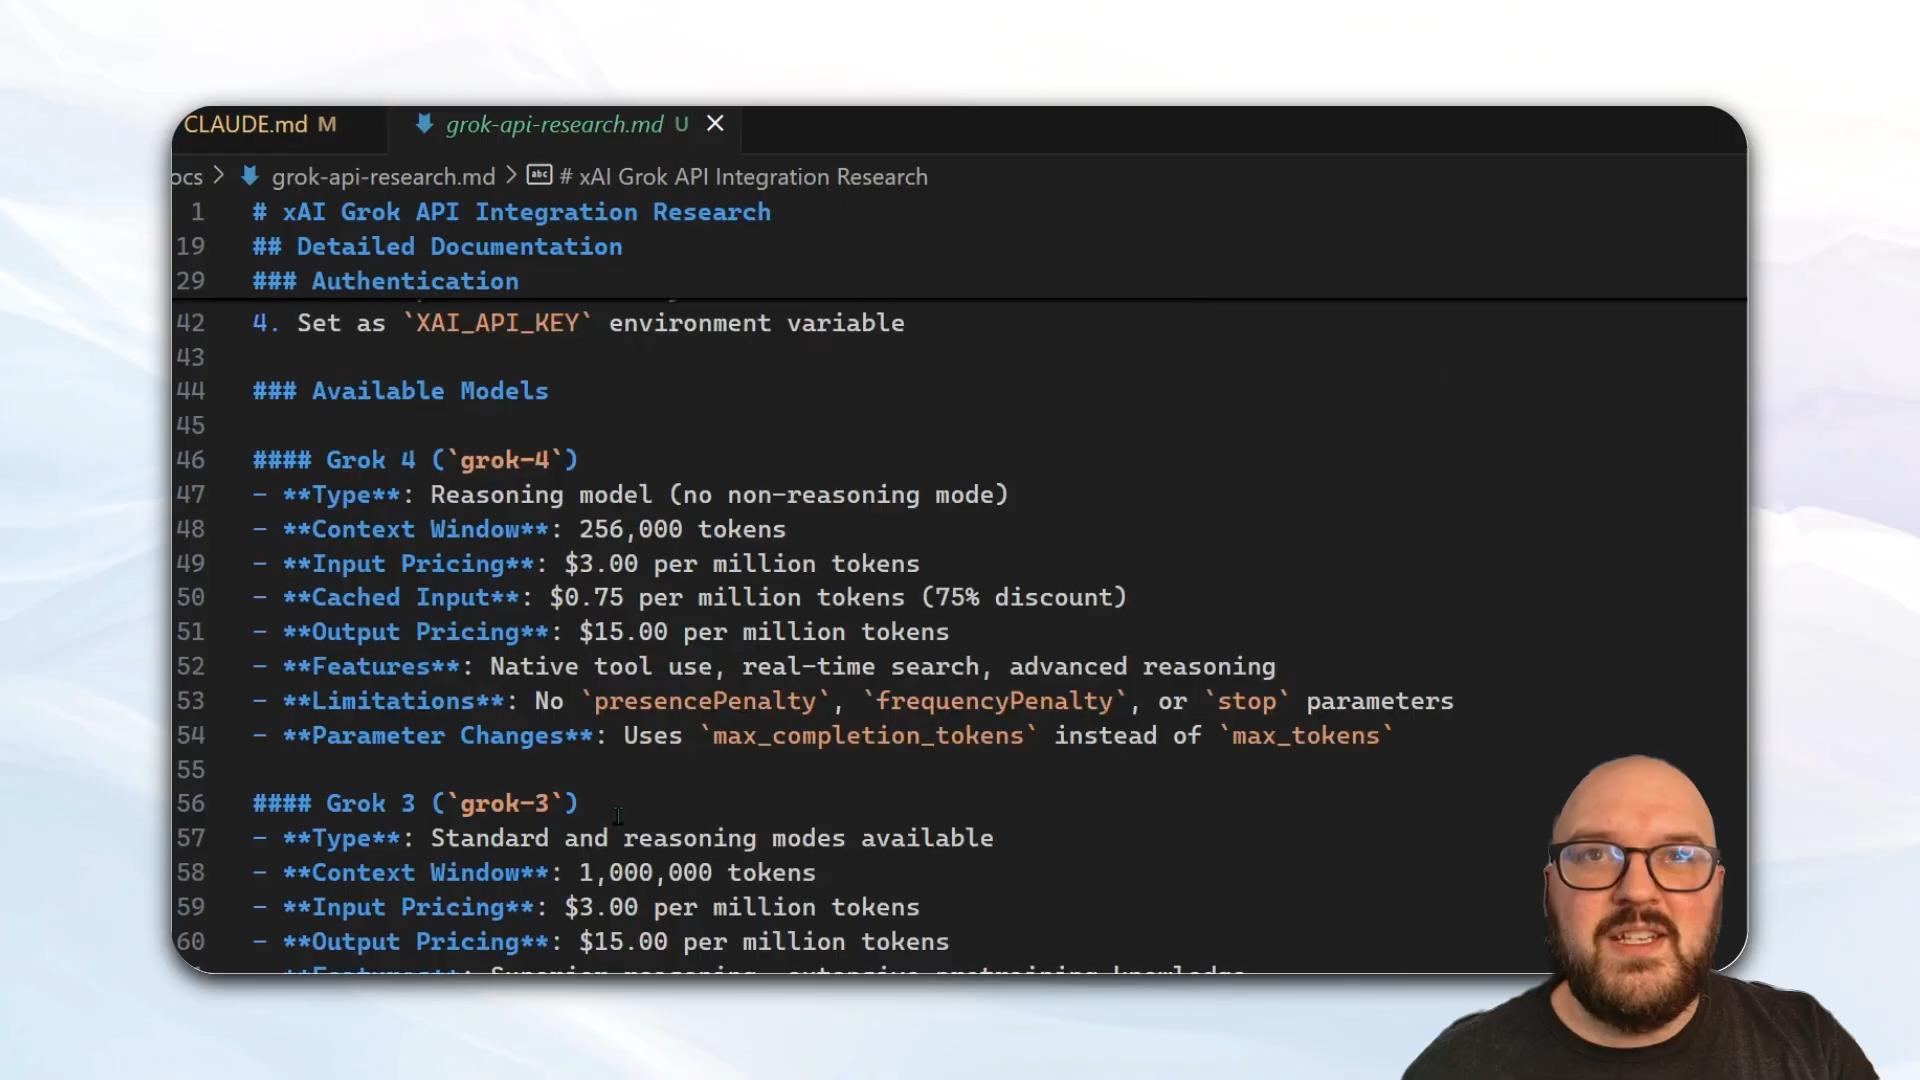 CLAUDE.md M
grok-api-research.md U
ocs > grok-api-research.md > # xAI Grok API Integration Research
1 # xAI Grok API Integration Research
19 ## Detailed Documentation
29 ### Authentication
42 4. Set as `XAI_API_KEY` environment variable
43
44 ### Available Models
45
46 #### Grok 4 (`grok-4`)
47 - **Type**: Reasoning model (no non-reasoning mode)
48 - **Context Window**: 256,000 tokens
49 - **Input Pricing**: $3.00 per million tokens
50 - **Cached Input**: $0.75 per million tokens (75% discount)
51 - **Output Pricing**: $15.00 per million tokens
52 - **Features**: Native tool use, real-time search, advanced reasoning
53 - **Limitations**: No `presencePenalty`, `frequencyPenalty`, or `stop` parameters
54 - **Parameter Changes**: Uses `max_completion_tokens` instead of `max_tokens`
55
56 #### Grok 3 (`grok-3`)
57 - **Type**: Standard and reasoning modes available
58 - **Context Window**: 1,000,000 tokens
59 - **Input Pricing**: $3.00 per million tokens
60 - **Output Pricing**: $15.00 per million tokens
- **Features**: Superior reasoning, extensive pretraining knowledge